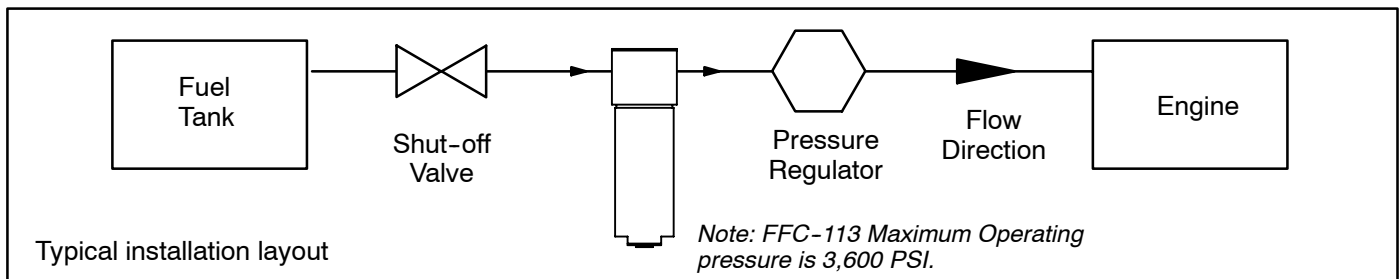 Fuel
Tank
Shut-off
Valve
Pressure
Regulator
Flow
Direction
Engine
Typical installation layout
Note: FFC-113 Maximum Operating
pressure is 3,600 PSI.